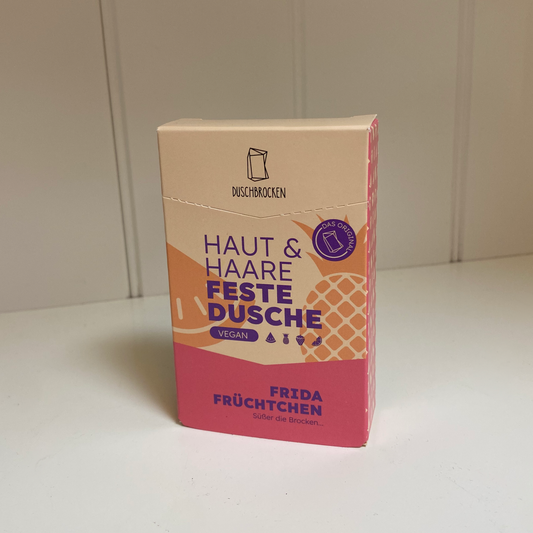 DUSCHBROCKEN
DAS ORIGINAL
HAUT &
HAARE
FESTE
DUSCHE
VEGAN
FRIDA
FRÜCHTCHEN
Süßer die Brocken...